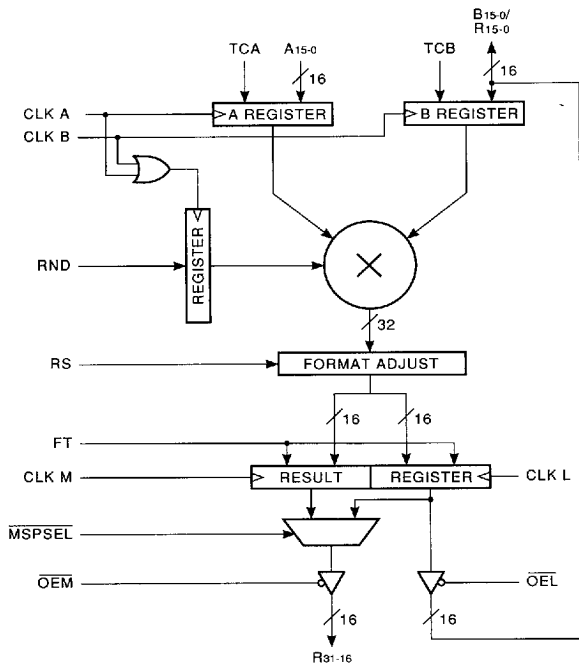 B15-0/
R15-0
TCA
A15-0
TCB
16
16
CLK A
A REGISTER
B REGISTER
CLK B
REGISTER
RND
32
RS
FORMAT ADJUST
16
16
FT
CLK M
RESULT
REGISTER
CLK L
MSPSEL
OEM
OEL
16
16
R31-16